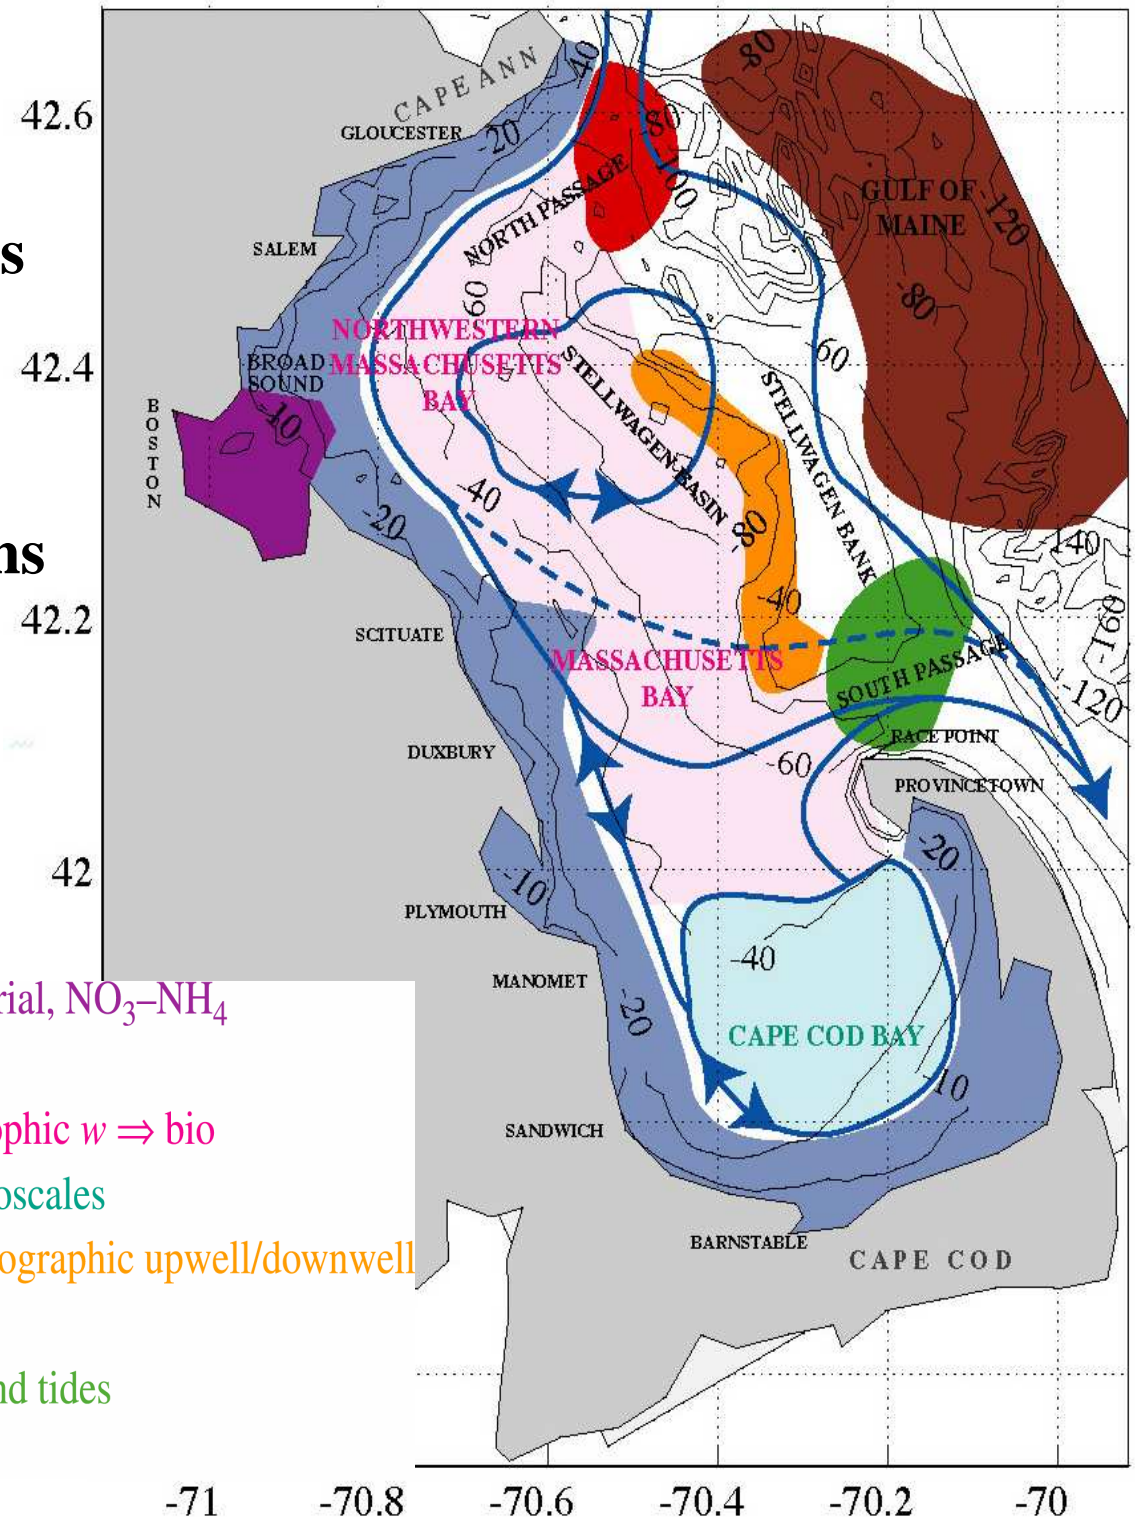 CAPE ANN
-40
-80
42.6
GLOUCESTER
-20
-80
-100
NORTH PASSAGE
GULF OF
MAINE
-120
s
SALEM
60
-80
NORTHWESTERN
MASSACHUSETTS
BAY
BROAD
SOUND
42.4
-60
STELLWAGEN BASIN
STELLWAGEN BANK
BOSTON
-10
-40
-20
-80
-140
ns
-40
42.2
-160
SCITUATE
MASSACHUSETTS
BAY
SOUTH PASSAGE
-120
RACE POINT
DUXBURY
-60
PROVINCETOWN
42
-20
-10
PLYMOUTH
-40
MANOMET
rial, NO3–NH4
-20
CAPE COD BAY
-10
ophic w ⇒ bio
SANDWICH
oscales
BARNSTABLE
CAPE COD
ographic upwell/downwell
nd tides
-71 -70.8 -70.6 -70.4 -70.2 -70